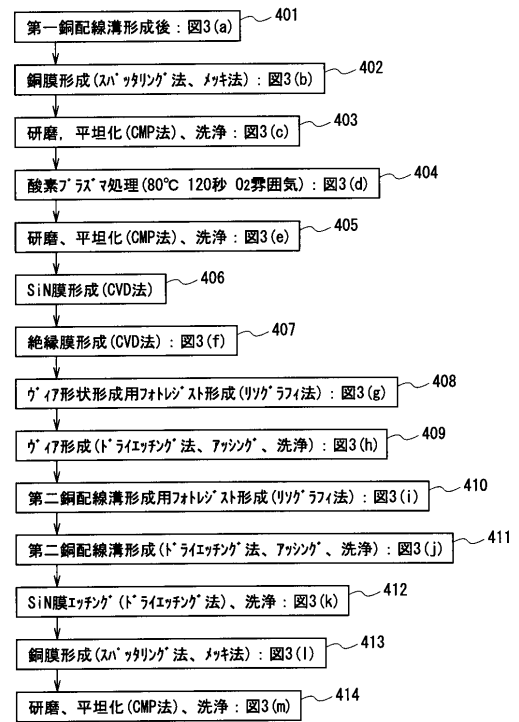 第一銅配線溝形成後：図3(a) 401
銅膜形成(ｽﾊﾟｯﾀﾘﾝｸﾞ法、ﾒｯｷ法)：図3(b) 402
研磨，平坦化(CMP法)、洗浄：図3(c) 403
酸素ﾌﾟﾗｽﾞﾏ処理(80℃ 120秒 O2雰囲気)：図3(d) 404
研磨、平坦化(CMP法)、洗浄：図3(e) 405
SiN膜形成(CVD法) 406
絶縁膜形成(CVD法)：図3(f) 407
ｳﾞｨｱ形状形成用ﾌｫﾄﾚｼﾞｽﾄ形成(ﾘｿｸﾞﾗﾌｨ法)：図3(g) 408
ｳﾞｨｱ形成(ﾄﾞﾗｲｴｯﾁﾝｸﾞ法、ｱｯｼﾝｸﾞ、洗浄)：図3(h) 409
第二銅配線溝形成用ﾌｫﾄﾚｼﾞｽﾄ形成(ﾘｿｸﾞﾗﾌｨ法)：図3(i) 410
第二銅配線溝形成(ﾄﾞﾗｲｴｯﾁﾝｸﾞ法、ｱｯｼﾝｸﾞ、洗浄)：図3(j) 411
SiN膜ｴｯﾁﾝｸﾞ(ﾄﾞﾗｲｴｯﾁﾝｸﾞ法)、洗浄：図3(k) 412
銅膜形成(ｽﾊﾟｯﾀﾘﾝｸﾞ法、ﾒｯｷ法)：図3(l) 413
研磨、平坦化(CMP法)、洗浄：図3(m) 414